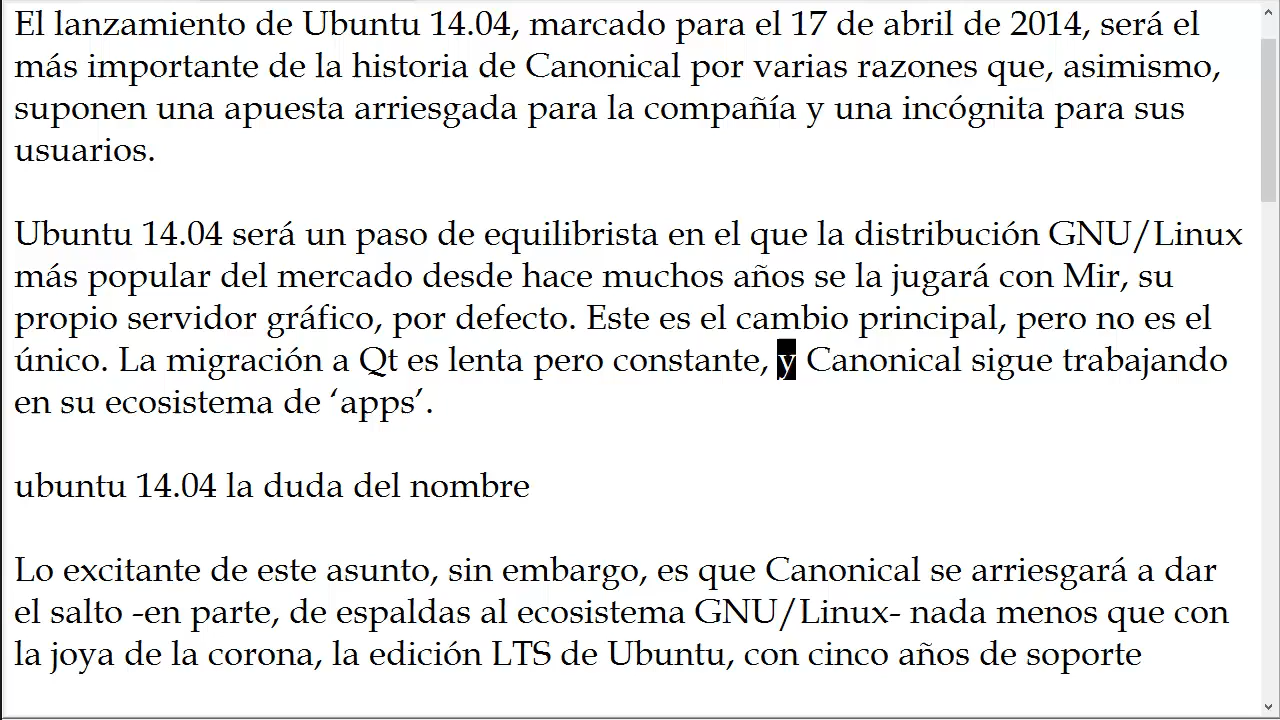 El lanzamiento de Ubuntu 14.04, marcado para el 17 de abril de 2014, será el
más importante de la historia de Canonical por varias razones que, asimismo,
suponen una apuesta arriesgada para la compañía y una incógnita para sus
usuarios.
Ubuntu 14.04 será un paso de equilibrista en el que la distribución GNU/Linux
más popular del mercado desde hace muchos años se la jugará con Mir, su
propio servidor gráfico, por defecto. Este es el cambio principal, pero no es el
único. La migración a Qt es lenta pero constante, y Canonical sigue trabajando
en su ecosistema de ‘apps’.
ubuntu 14.04 la duda del nombre
Lo excitante de este asunto, sin embargo, es que Canonical se arriesgará a dar
el salto -en parte, de espaldas al ecosistema GNU/Linux- nada menos que con
la joya de la corona, la edición LTS de Ubuntu, con cinco años de soporte